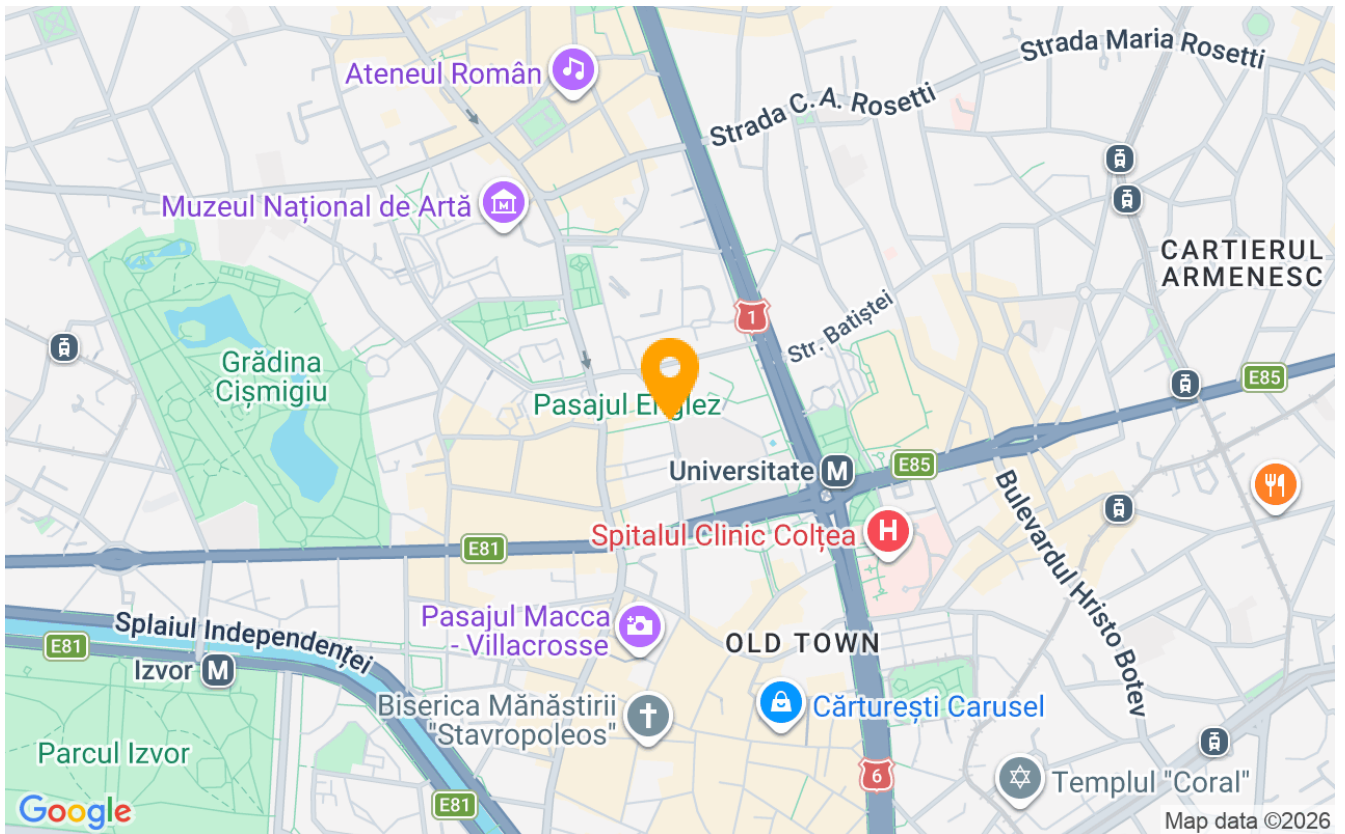 Strada Maria Rosetti
Ateneul Român
Strada C. A. Rosetti
Muzeul Național de Artă
CARTIERUL
ARMENESC
1
Str. Batiștei
Grădina
Cișmigiu
E85
Pasajul Englez
Universitate M
E85
Bulevardul Hristo Botev
Spitalul Clinic Colțea H
E81
Splaiul Independenței
Pasajul Macca
- Villacrosse
OLD TOWN
E81
Izvor M
Biserica Mănăstirii
"Stavropoleos"
Cărturești Carusel
Parcul Izvor
6
Templul "Coral"
E81
Google
Map data ©2026